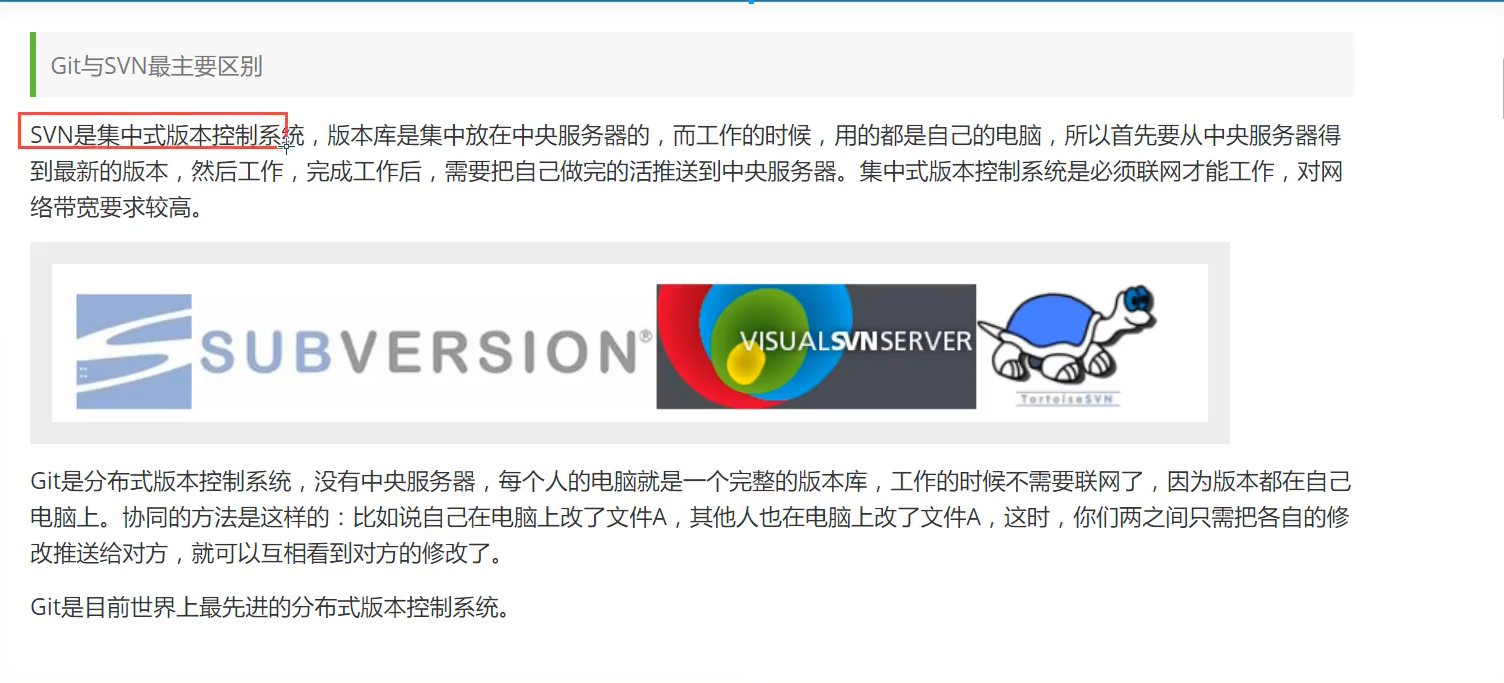 Git与SVN最主要区别
SVN是集中式版本控制系统，版本库是集中放在中央服务器的，而工作的时候，用的都是自己的电脑，所以首先要从中央服务器得
到最新的版本，然后工作，完成工作后，需要把自己做完的活推送到中央服务器。集中式版本控制系统是必须联网才能工作，对网
络带宽要求较高。
SUBVERSION®
VISUALSVNSERVER
TortoiseSVN
Git是分布式版本控制系统，没有中央服务器，每个人的电脑就是一个完整的版本库，工作的时候不需要联网了，因为版本都在自己
电脑上。协同的方法是这样的：比如说自己在电脑上改了文件A，其他人也在电脑上改了文件A，这时，你们两之间只需把各自的修
改推送给对方，就可以互相看到对方的修改了。
Git是目前世界上最先进的分布式版本控制系统。